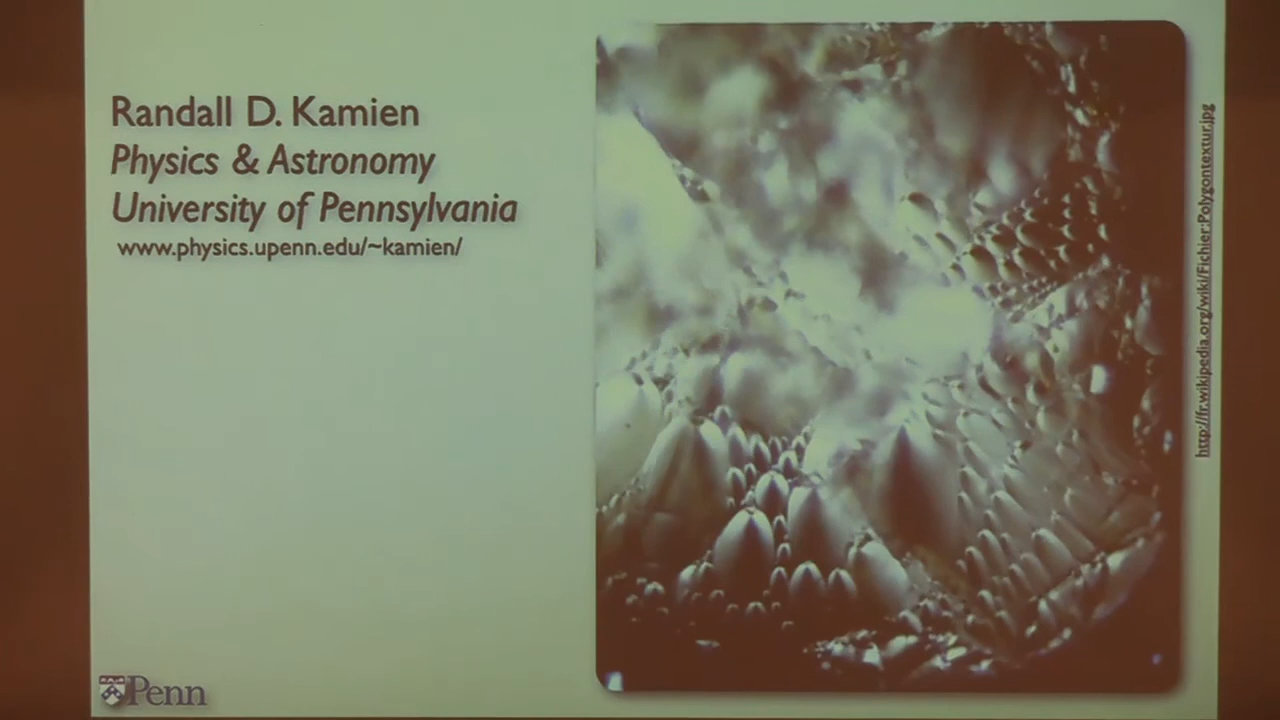 Randall D. Kamien
Physics & Astronomy
University of Pennsylvania
www.physics.upenn.edu/~kamien/
http://fr.wikipedia.org/wiki/Fichier:Polygontextur.jpg
Penn